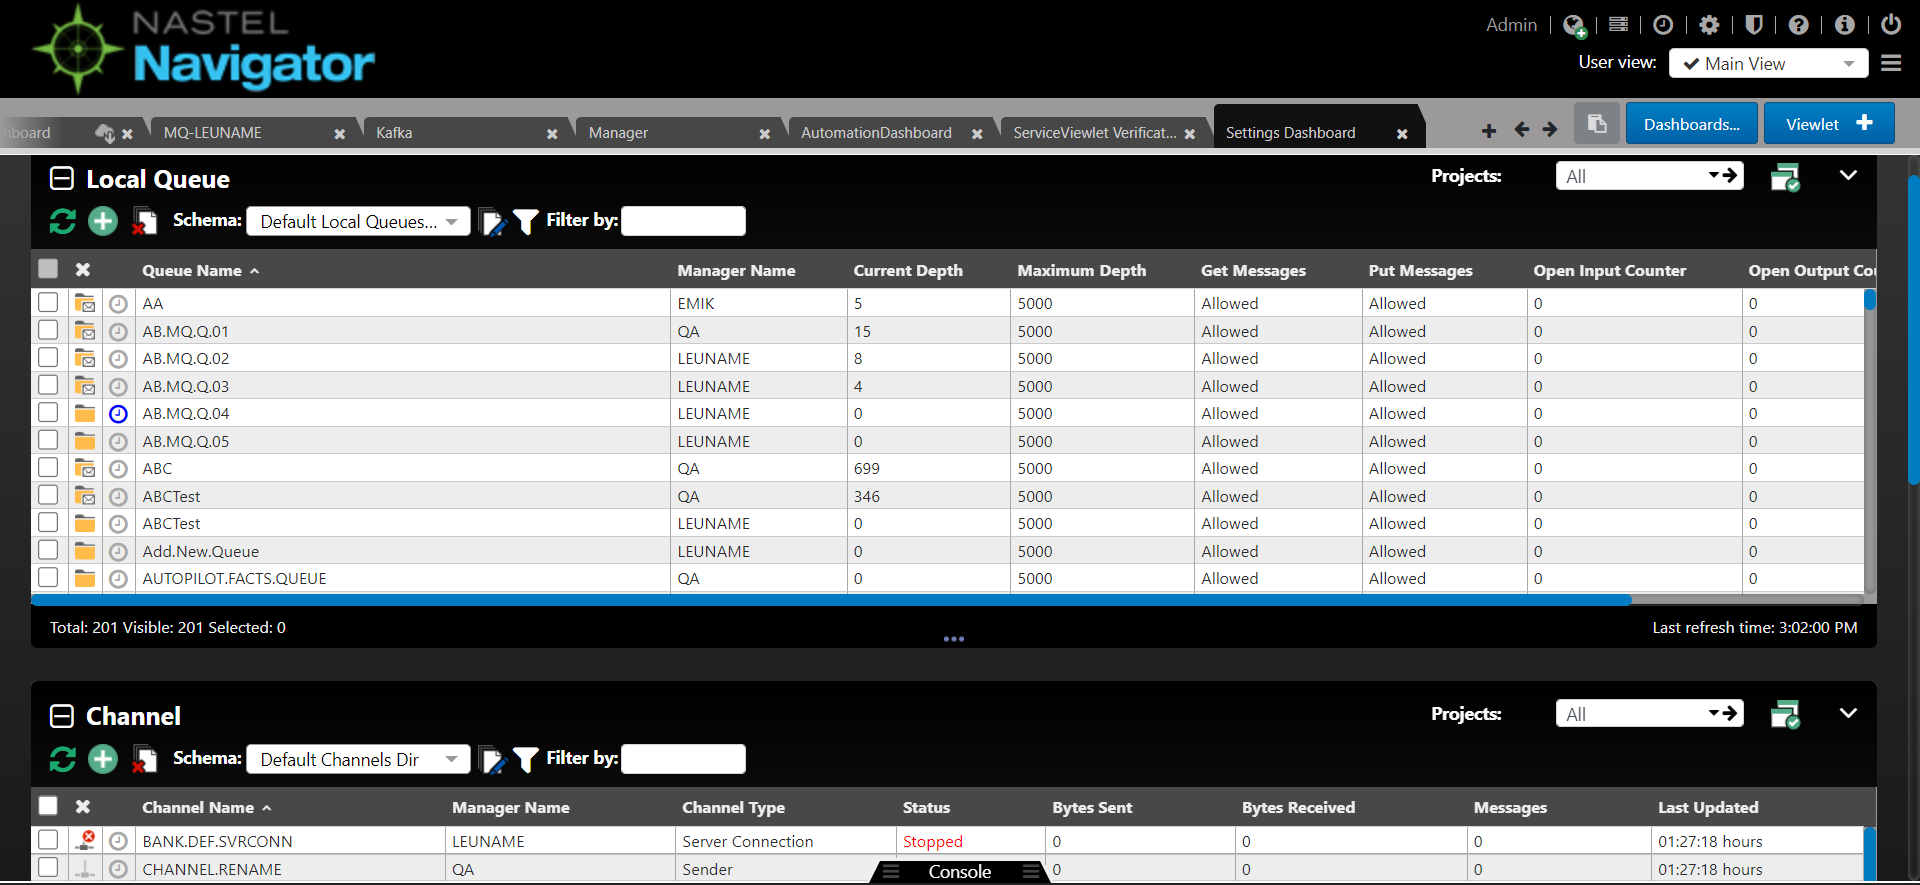 NASTEL
Navigator
Admin
User view: Main View
hboard
MQ-LEUNAME
Kafka
Manager
AutomationDashboard
ServiceViewlet Verificat...
Settings Dashboard
Dashboards...
Viewlet
Local Queue
Projects: All
Schema: Default Local Queues... Filter by:
Queue Name Manager Name Current Depth Maximum Depth Get Messages Put Messages Open Input Counter Open Output Cou
AA EMIK 5 5000 Allowed Allowed 0 0
AB.MQ.Q.01 QA 15 5000 Allowed Allowed 0 0
AB.MQ.Q.02 LEUNAME 8 5000 Allowed Allowed 0 0
AB.MQ.Q.03 LEUNAME 4 5000 Allowed Allowed 0 0
AB.MQ.Q.04 LEUNAME 0 5000 Allowed Allowed 0 0
AB.MQ.Q.05 LEUNAME 0 5000 Allowed Allowed 0 0
ABC QA 699 5000 Allowed Allowed 0 0
ABCTest QA 346 5000 Allowed Allowed 0 0
ABCTest LEUNAME 0 5000 Allowed Allowed 0 0
Add.New.Queue LEUNAME 0 5000 Allowed Allowed 0 0
AUTOPILOT.FACTS.QUEUE QA 0 5000 Allowed Allowed 0 0
Total: 201 Visible: 201 Selected: 0
Last refresh time: 3:02:00 PM
Channel
Projects: All
Schema: Default Channels Dir Filter by:
Channel Name Manager Name Channel Type Status Bytes Sent Bytes Received Messages Last Updated
BANK.DEF.SVRCONN LEUNAME Server Connection Stopped 0 0 0 01:27:18 hours
CHANNEL.RENAME QA Sender 0 0 0 01:27:18 hours
Console